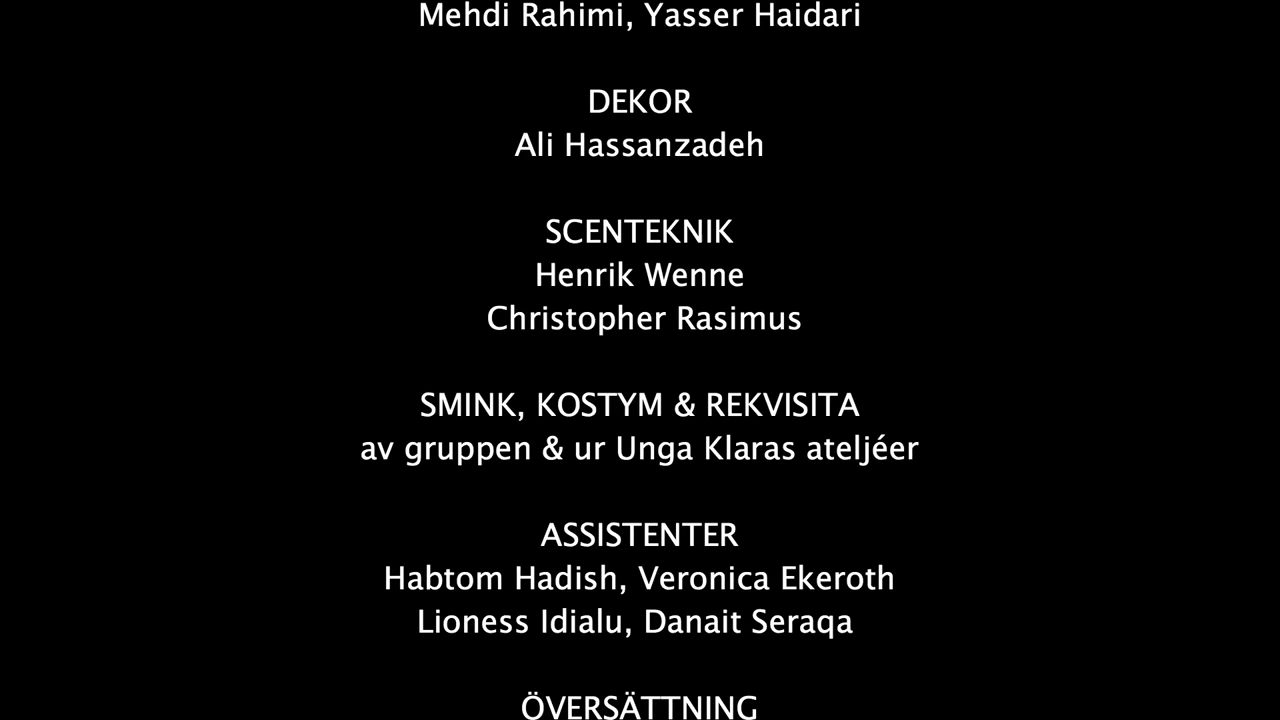 Mehdi Rahimi, Yasser Haidari
DEKOR
Ali Hassanzadeh
SCENTEKNIK
Henrik Wenne
Christopher Rasimus
SMINK, KOSTYM & REKVISITA
av gruppen & ur Unga Klaras ateljéer
ASSISTENTER
Habtom Hadish, Veronica Ekeroth
Lioness Idialu, Danait Seraqa
ÖVERSÄTTNING